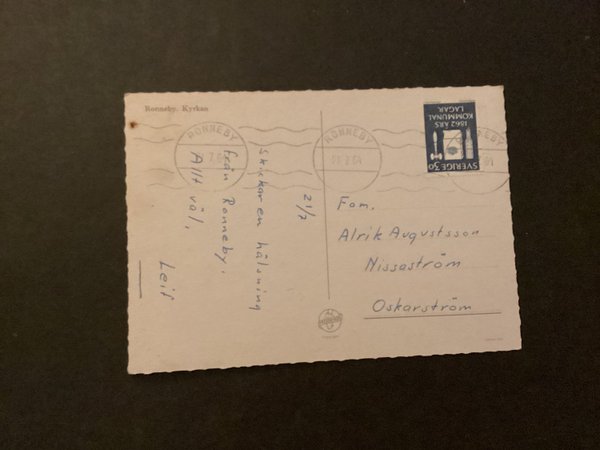 Ronneby. Kyrkan
RONNEBY
RONNEBY
SVERIGE 30
1862 ÅRS
KOMMUNAL
LAGAR
21/7
Skickar en hälsning
från Ronneby.
Allt väl.
Leif
Fam.
Alrik Augustsson
Nissaström
Oskarström